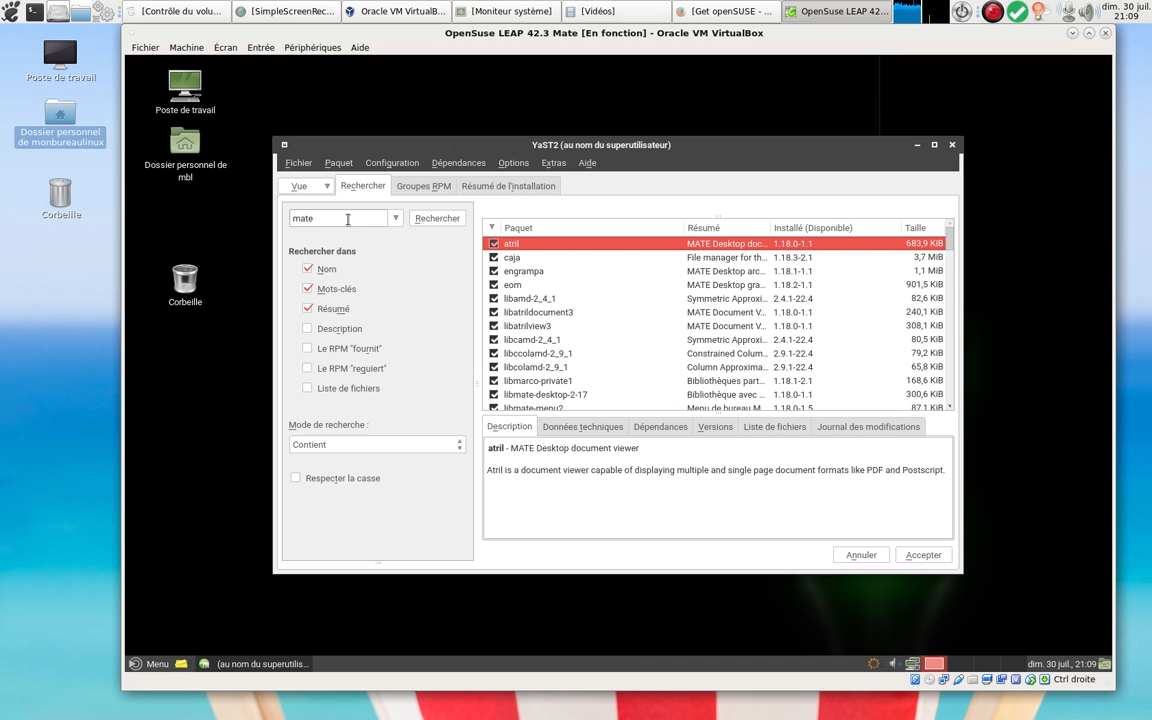 [Contrôle du volu...
[SimpleScreenRec...
Oracle VM VirtualB...
[Moniteur système]
[Vidéos]
[Get openSUSE - ...
OpenSuse LEAP 42...
dim. 30 juil.
21:09
OpenSuse LEAP 42.3 Mate [En fonction] - Oracle VM VirtualBox
Fichier Machine Écran Entrée Périphériques Aide
Poste de travail
Dossier personnel
de monbureaulinux
Corbeille
Poste de travail
Dossier personnel de
mbl
Corbeille
YaST2 (au nom du superutilisateur)
Fichier Paquet Configuration Dépendances Options Extras Aide
Vue Rechercher Groupes RPM Résumé de l'installation
mate Rechercher
Rechercher dans
Nom
Mots-clés
Résumé
Description
Le RPM "fournit"
Le RPM "requiert"
Liste de fichiers
Mode de recherche :
Contient
Respecter la casse
Paquet Résumé Installé (Disponible) Taille
atril MATE Desktop doc... 1.18.0-1.1 683,9 KiB
caja File manager for th... 1.18.3-2.1 3,7 MiB
engrampa MATE Desktop arc... 1.18.1-1.1 1,1 MiB
eom MATE Desktop gra... 1.18.2-1.1 901,5 KiB
libamd-2_4_1 Symmetric Approxi... 2.4.1-22.4 82,6 KiB
libatrildocument3 MATE Document V... 1.18.0-1.1 240,1 KiB
libatrilview3 MATE Document V... 1.18.0-1.1 308,1 KiB
libcamd-2_4_1 Symmetric Approxi... 2.4.1-22.4 80,5 KiB
libccolamd-2_9_1 Constrained Colum... 2.9.1-22.4 79,2 KiB
libcolamd-2_9_1 Column Approxima... 2.9.1-22.4 65,8 KiB
libmarco-private1 Bibliothèques part... 1.18.1-2.1 168,6 KiB
libmate-desktop-2-17 Bibliothèque avec ... 1.18.0-1.1 300,6 KiB
libmate-menu2 Menu de bureau M... 1.18.0-1.5 87,1 KiB
Description Données techniques Dépendances Versions Liste de fichiers Journal des modifications
atril - MATE Desktop document viewer
Atril is a document viewer capable of displaying multiple and single page document formats like PDF and Postscript.
Annuler Accepter
Menu (au nom du superutilis... dim. 30 juil., 21:09
Ctrl droite